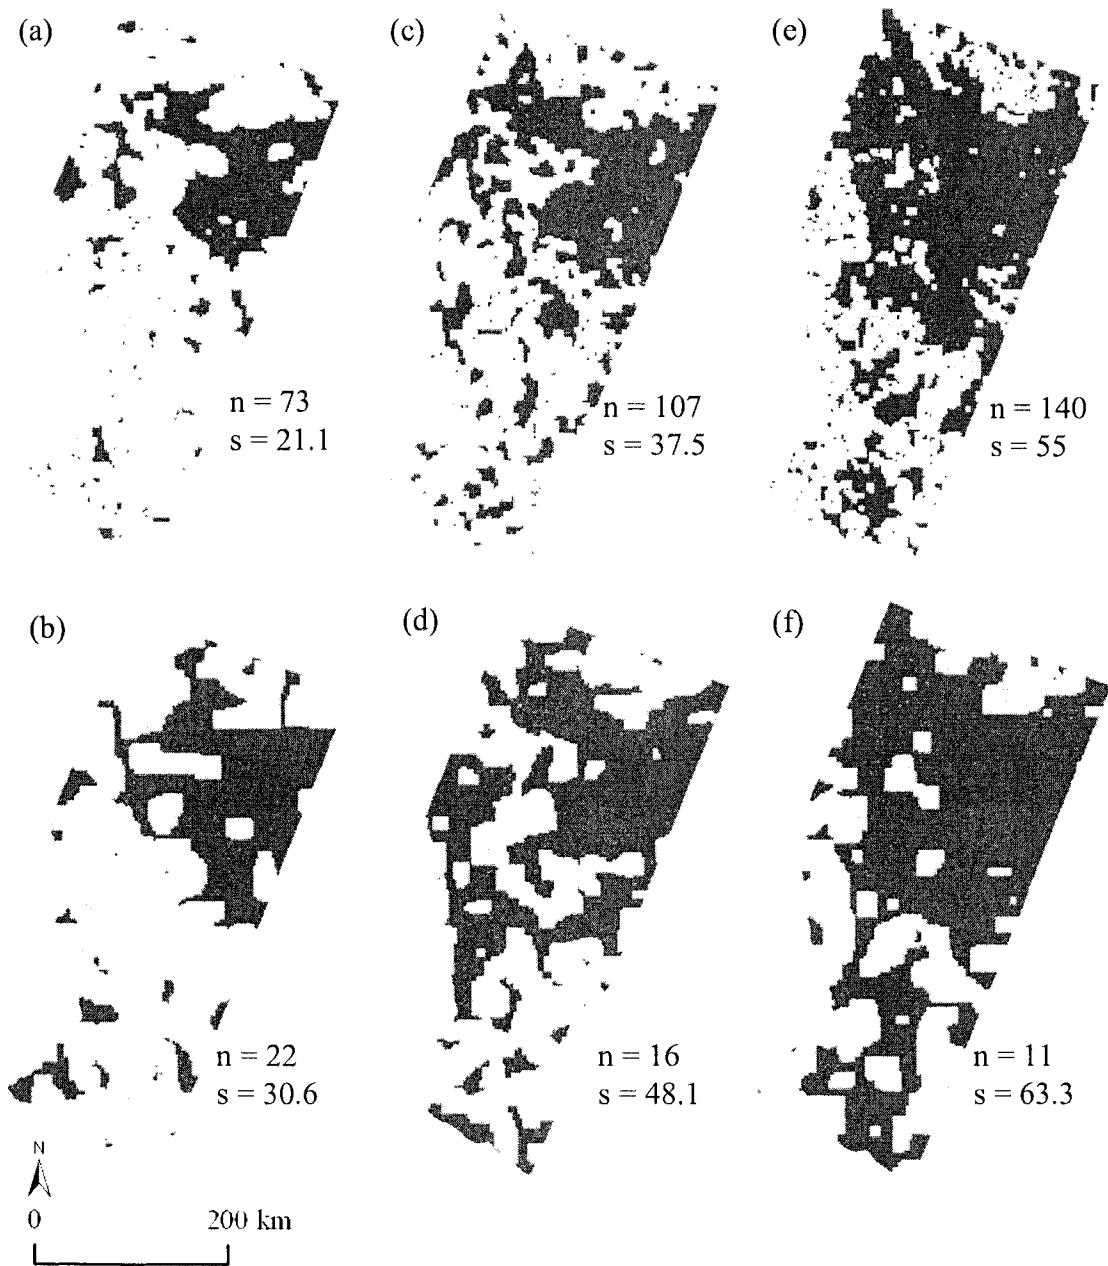 (a)
(c)
(e)
n = 73
s = 21.1
n = 107
s = 37.5
n = 140
s = 55
(b)
(d)
(f)
n = 22
s = 30.6
n = 16
s = 48.1
n = 11
s = 63.3
N
0
200 km